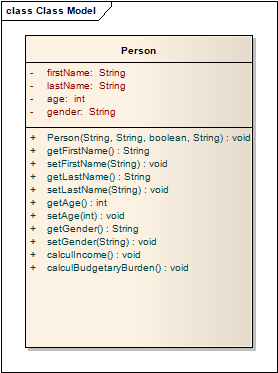 class Class Model
Person
- firstName: String
- lastName: String
- age: int
- gender: String
+ Person(String, String, boolean, String) : void
+ getFirstName() : String
+ setFirstName(String) : void
+ getLastName() : String
+ setLastName(String) : void
+ getAge() : int
+ setAge(int) : void
+ getGender() : String
+ setGender(String) : void
+ calculIncome() : void
+ calculBudgetaryBurden() : void